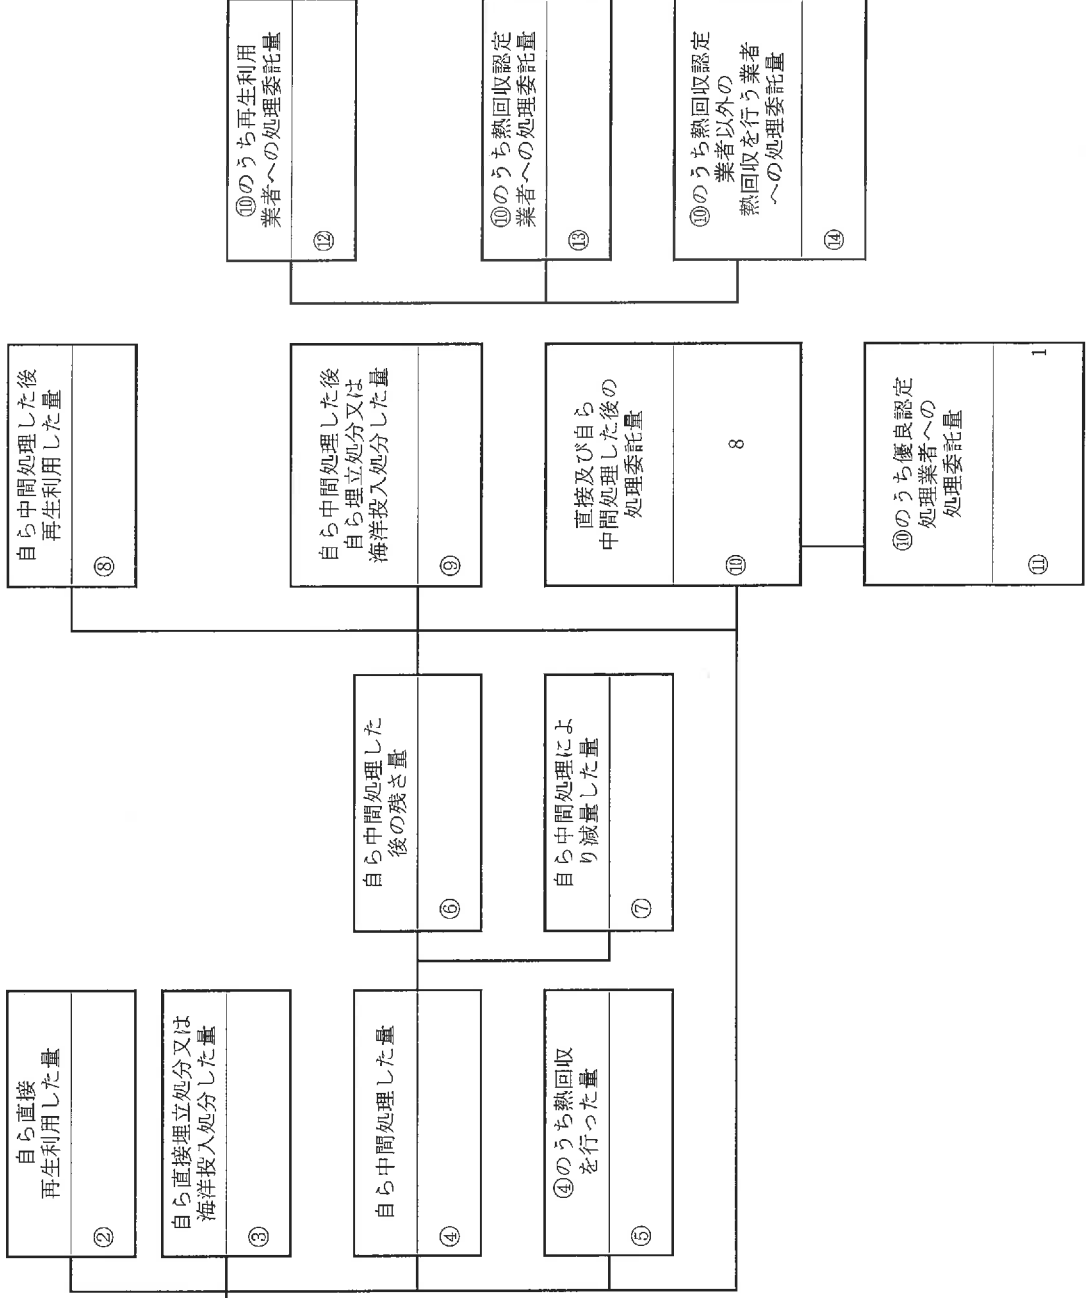 自ら直接
再生利用した量
②
自ら直接埋立処分又は
海洋投入処分した量
③
自ら中間処理した量
④
④のうち熱回収
を行った量
⑤
自ら中間処理した
後の残さ量
⑥
自ら中間処理によ
り減量した量
⑦
自ら中間処理した後
再生利用した量
⑧
自ら中間処理した後
自ら埋立処分又は
海洋投入処分した量
⑨
直接及び自ら
中間処理した後の
処理委託量
⑩ 8
⑩のうち優良認定
処理業者への
処理委託量
⑪ 1
⑩のうち再生利用
業者への処理委託量
⑫
⑩のうち熱回収認定
業者への処理委託量
⑬
⑩のうち熱回収認定
業者以外の
熱回収を行う業者
への処理委託量
⑭